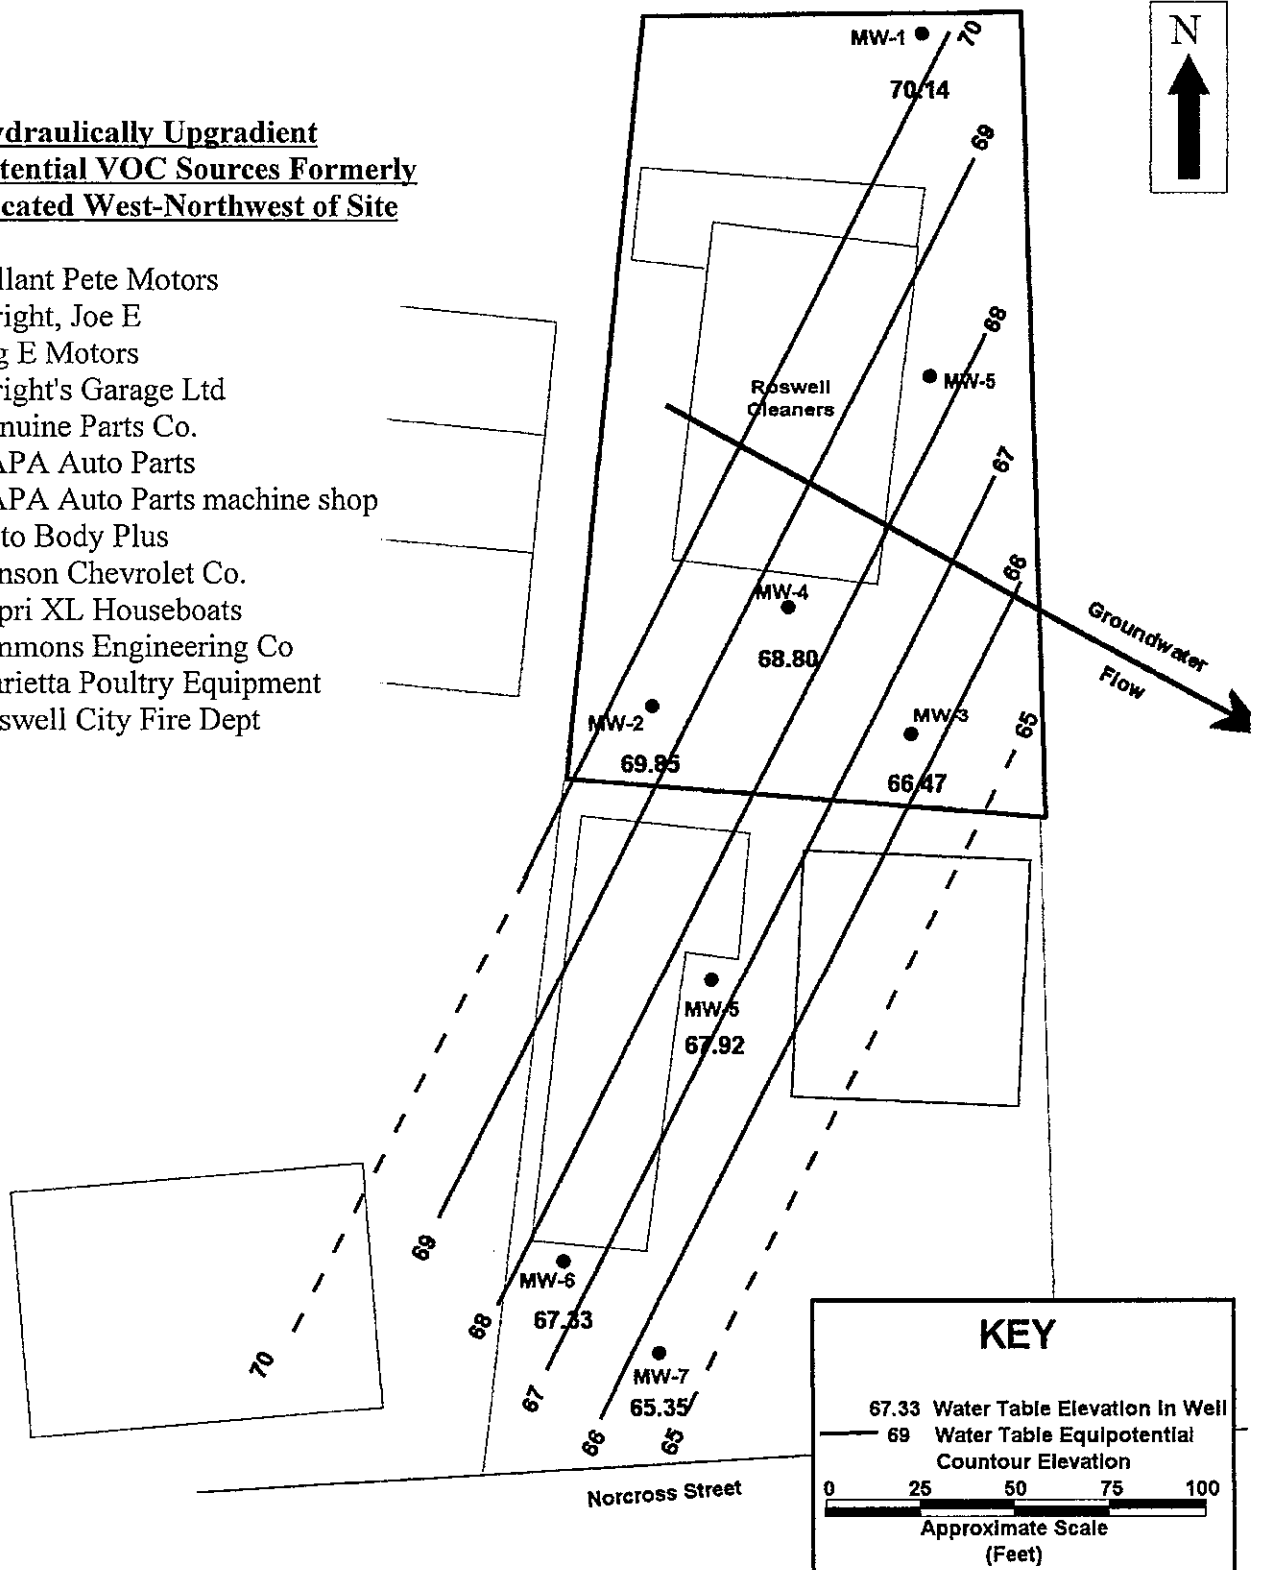 N
MW-1
70
70.14
69
ydraulically Upgradient
tential VOC Sources Formerly
cated West-Northwest of Site
llant Pete Motors
right, Joe E
g E Motors
right's Garage Ltd
nuine Parts Co.
APA Auto Parts
APA Auto Parts machine shop
to Body Plus
nson Chevrolet Co.
pri XL Houseboats
nmons Engineering Co
arietta Poultry Equipment
swell City Fire Dept
68
MW-5
Roswell
Cleaners
67
66
MW-4
68.80
Groundwater
Flow
MW-2
69.85
MW-3
66.47
65
MW-5
67.92
69
MW-6
67.33
68
70
67
MW-7
65.35
66
65
Norcross Street
KEY
67.33 Water Table Elevation in Well
69 Water Table Equipotential
Countour Elevation
0 25 50 75 100
Approximate Scale
(Feet)